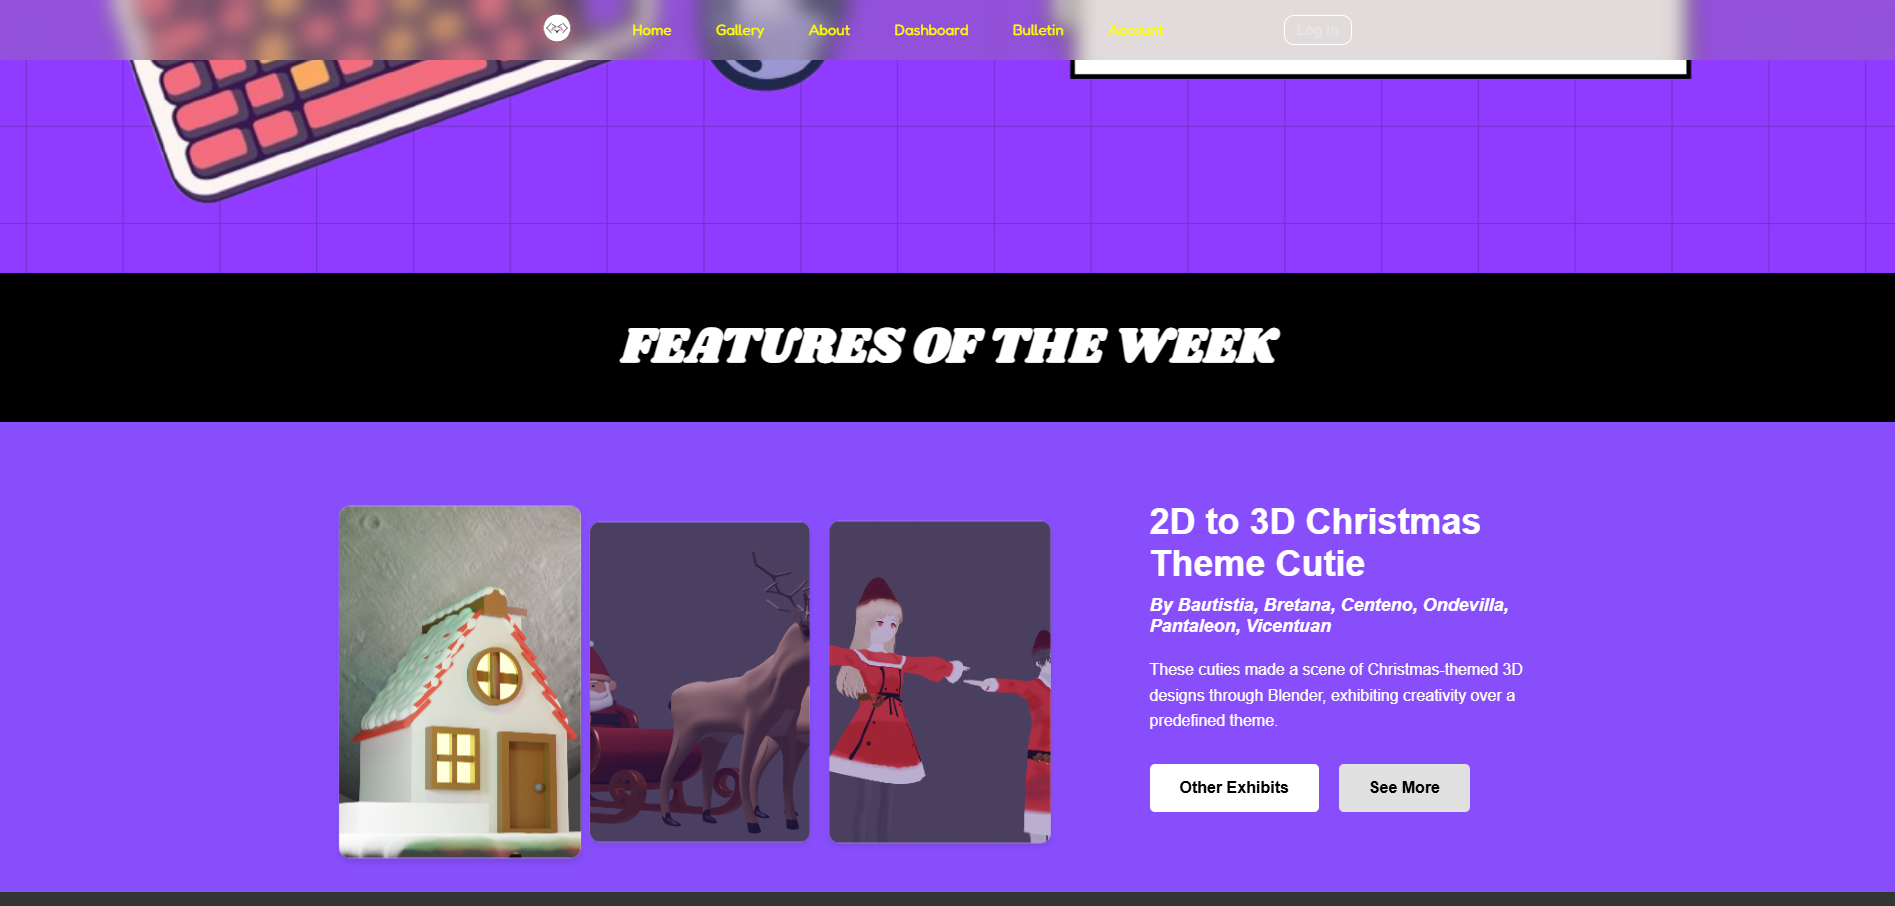 Home Gallery About Dashboard Bulletin Account Log In
FEATURES OF THE WEEK
2D to 3D Christmas
Theme Cutie
By Bautistia, Bretana, Centeno, Ondevilla,
Pantaleon, Vicentuan
These cuties made a scene of Christmas-themed 3D
designs through Blender, exhibiting creativity over a
predefined theme.
Other Exhibits See More